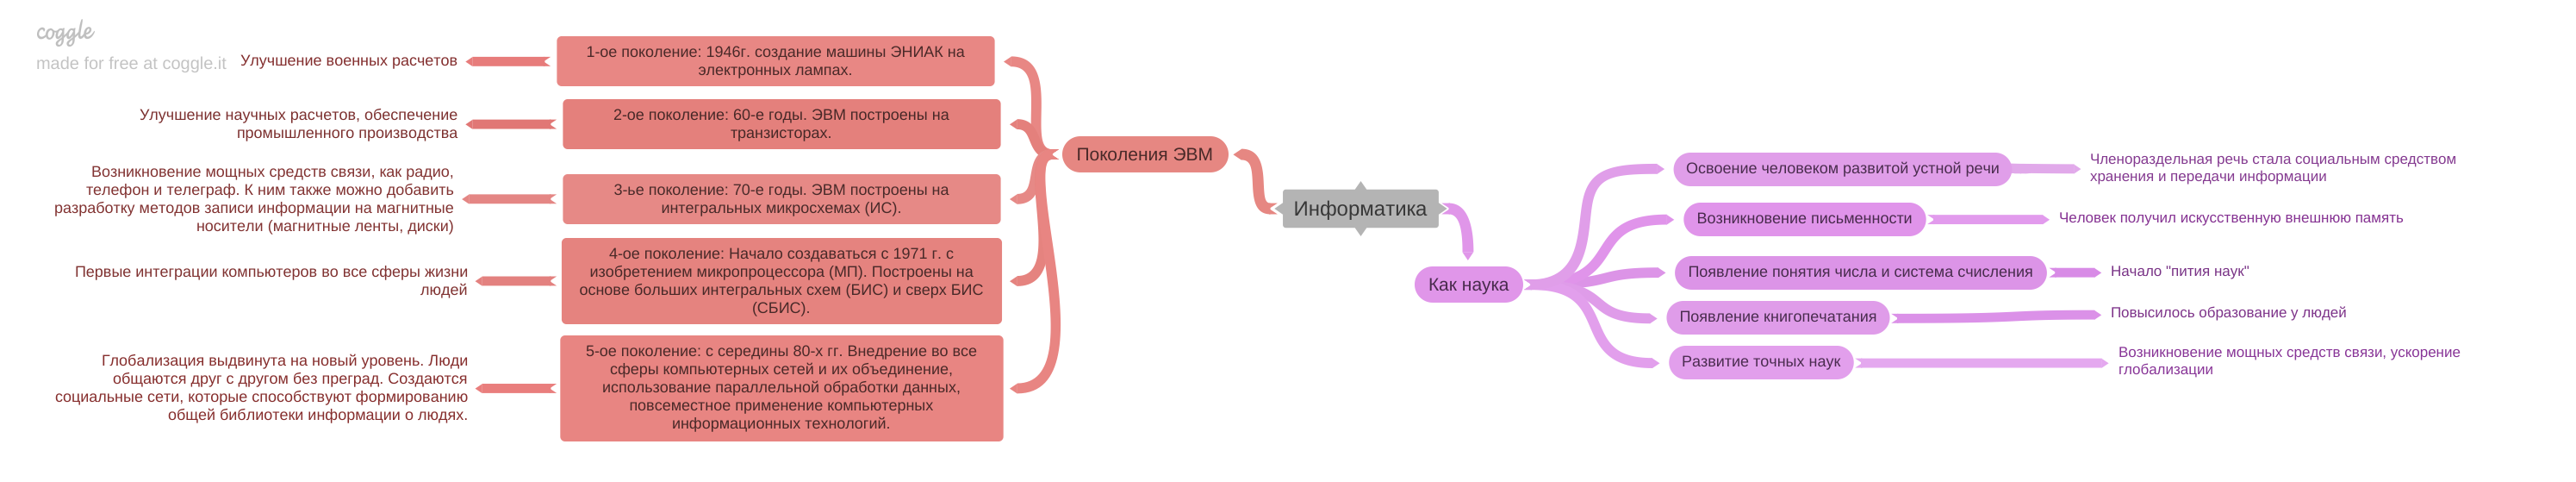 coggle
made for free at coggle.it
Улучшение военных расчетов
1-ое поколение: 1946г. создание машины ЭНИАК на
электронных лампах.
Улучшение научных расчетов, обеспечение
промышленного производства
2-ое поколение: 60-е годы. ЭВМ построены на
транзисторах.
Возникновение мощных средств связи, как радио,
телефон и телеграф. К ним также можно добавить
разработку методов записи информации на магнитные
носители (магнитные ленты, диски)
3-ье поколение: 70-е годы. ЭВМ построены на
интегральных микросхемах (ИС).
Первые интеграции компьютеров во все сферы жизни
людей
4-ое поколение: Начало создаваться с 1971 г. с
изобретением микропроцессора (МП). Построены на
основе больших интегральных схем (БИС) и сверх БИС
(СБИС).
Глобализация выдвинута на новый уровень. Люди
общаются друг с другом без преград. Создаются
социальные сети, которые способствуют формированию
общей библиотеки информации о людях.
5-ое поколение: с середины 80-х гг. Внедрение во все
сферы компьютерных сетей и их объединение,
использование параллельной обработки данных,
повсеместное применение компьютерных
информационных технологий.
Поколения ЭВМ
Информатика
Как наука
Освоение человеком развитой устной речи
Членораздельная речь стала социальным средством
хранения и передачи информации
Возникновение письменности
Человек получил искусственную внешнюю память
Появление понятия числа и система счисления
Начало "пития наук"
Появление книгопечатания
Повысилось образование у людей
Развитие точных наук
Возникновение мощных средств связи, ускорение
глобализации